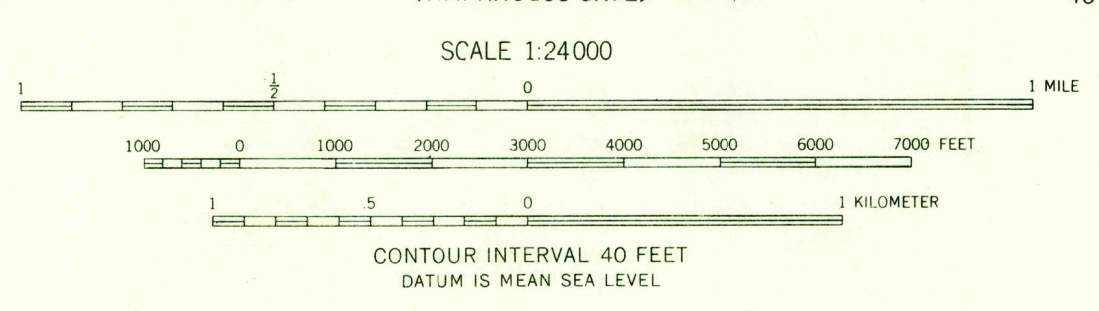 SCALE 1:24000
1 1/2 0 1 MILE
1000 0 1000 2000 3000 4000 5000 6000 7000 FEET
1 .5 0 1 KILOMETER
CONTOUR INTERVAL 40 FEET
DATUM IS MEAN SEA LEVEL